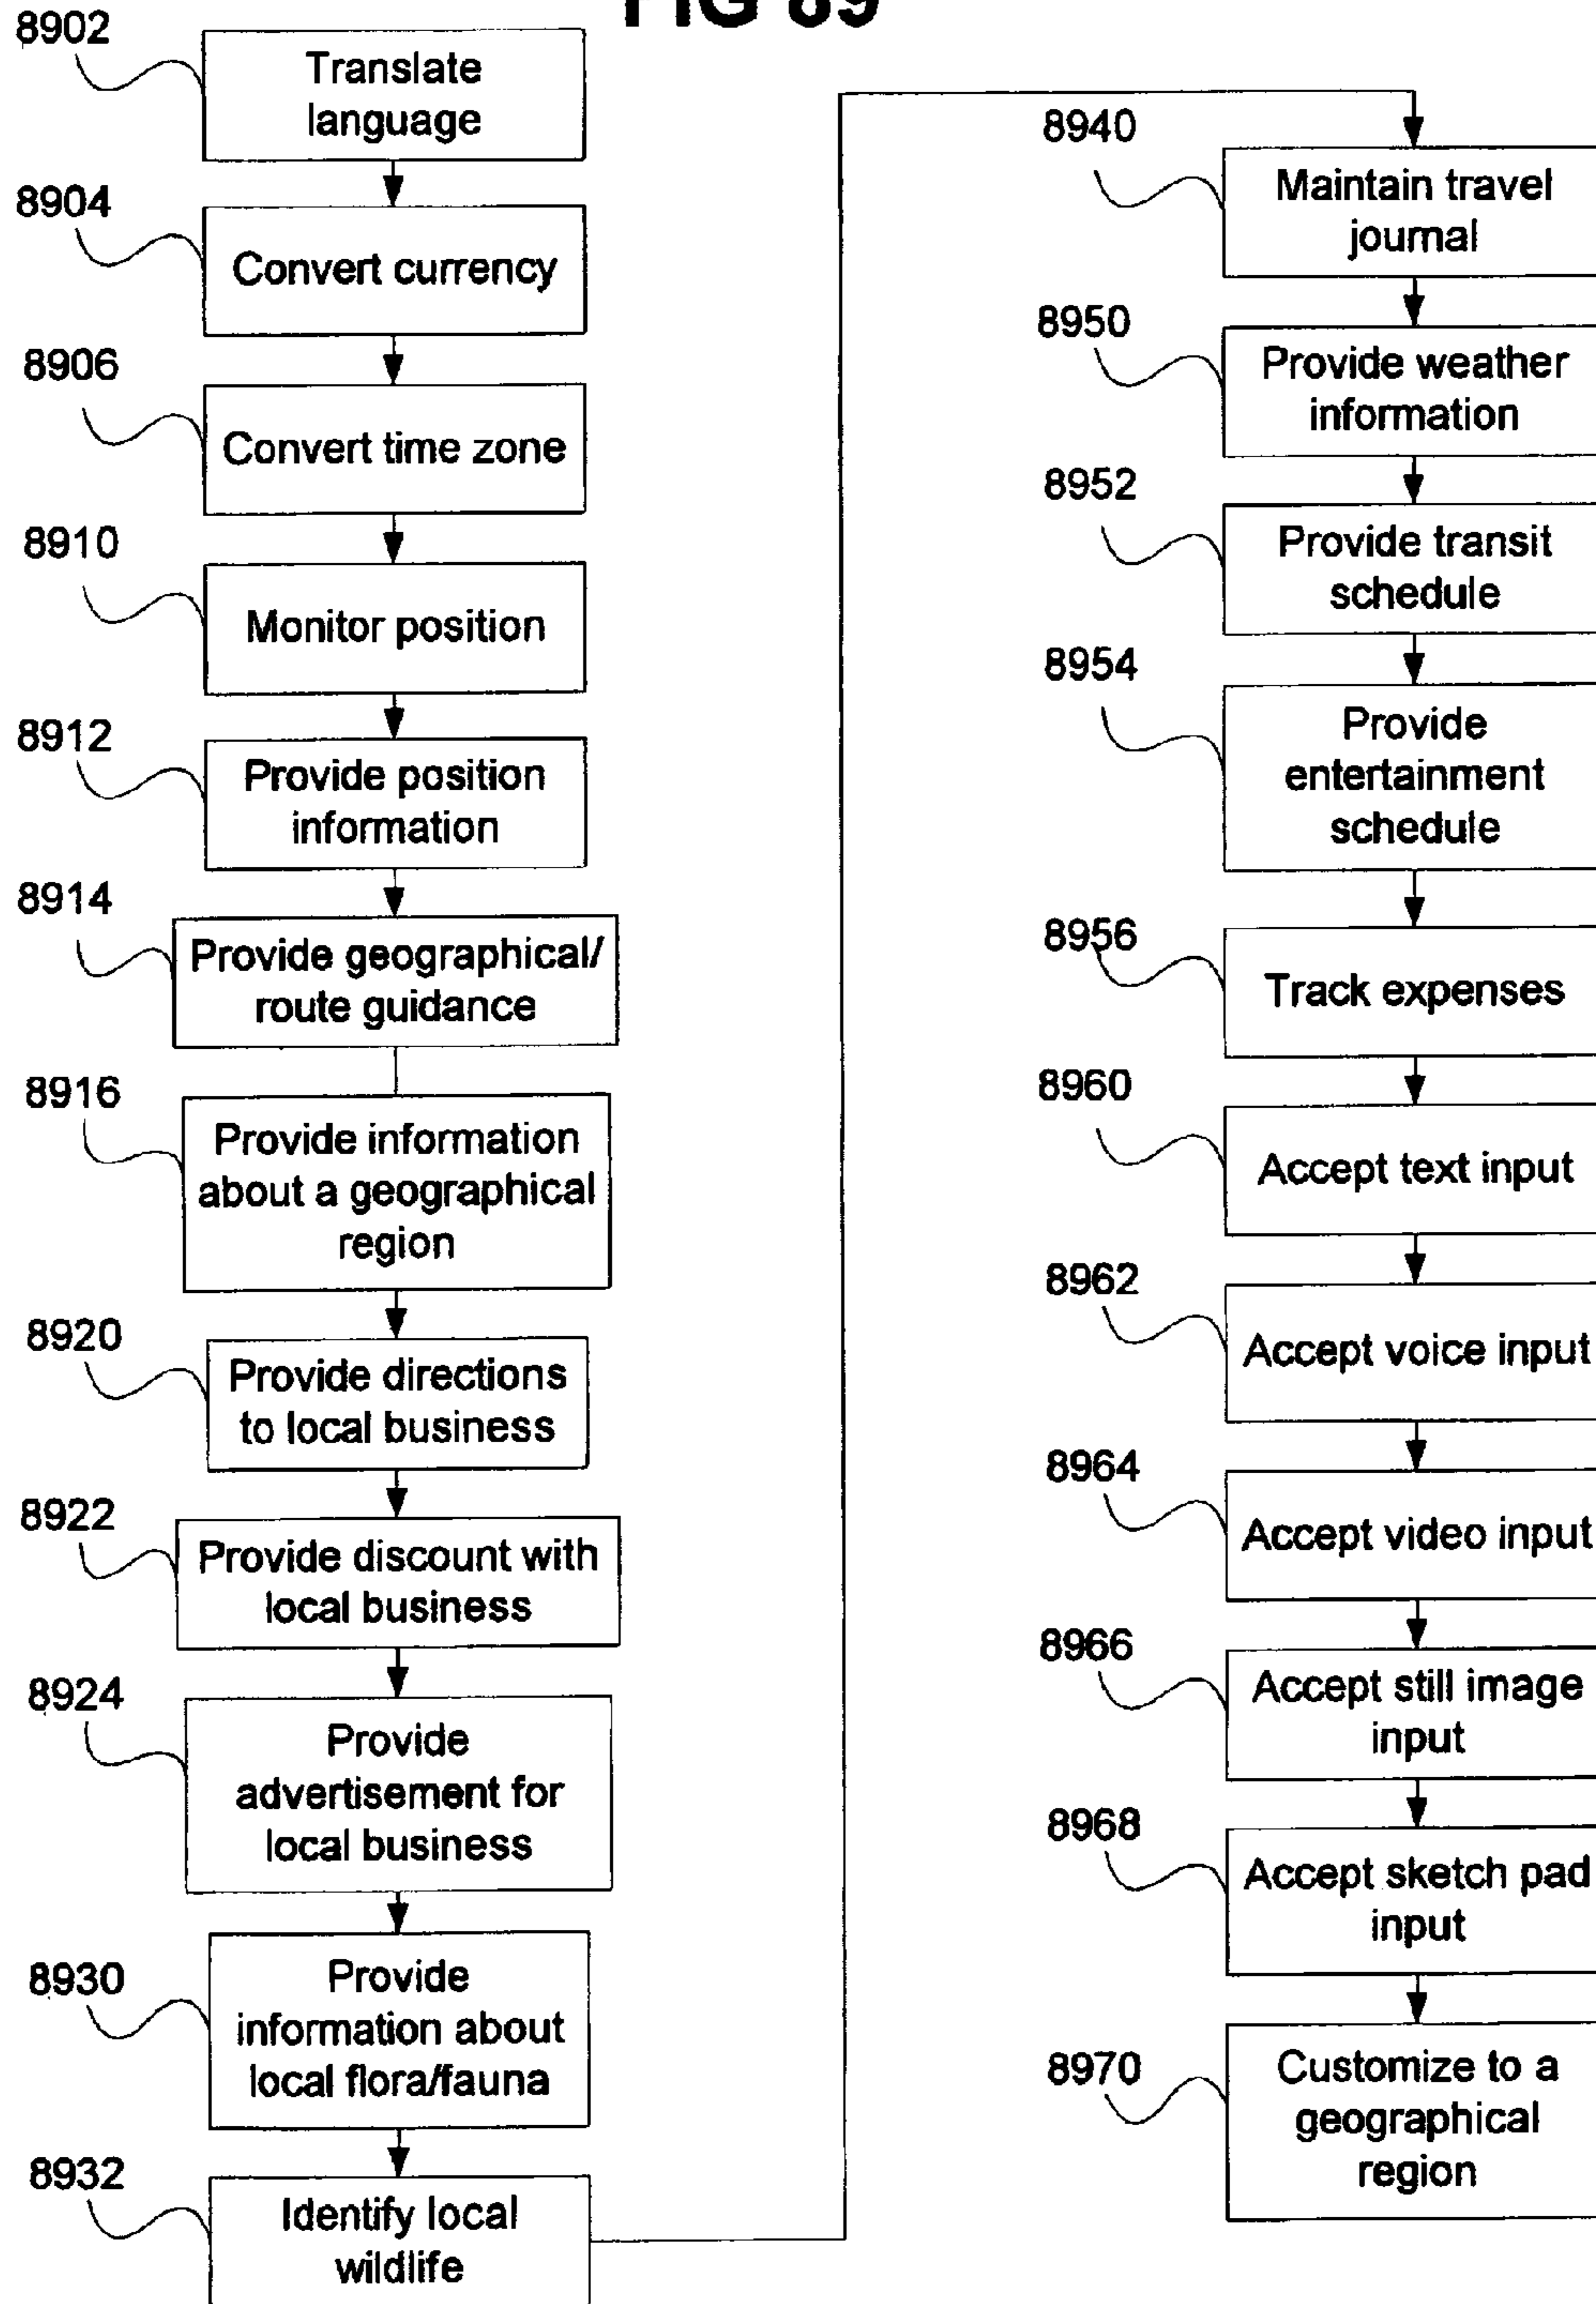 FIG 89
8902
Translate
language
8904
Convert currency
8906
Convert time zone
8910
Monitor position
8912
Provide position
information
8914
Provide geographical/
route guidance
8916
Provide information
about a geographical
region
8920
Provide directions
to local business
8922
Provide discount with
local business
8924
Provide
advertisement for
local business
8930
Provide
information about
local flora/fauna
8932
Identify local
wildlife
8940
Maintain travel
journal
8950
Provide weather
information
8952
Provide transit
schedule
8954
Provide
entertainment
schedule
8956
Track expenses
8960
Accept text input
8962
Accept voice input
8964
Accept video input
8966
Accept still image
input
8968
Accept sketch pad
input
8970
Customize to a
geographical
region